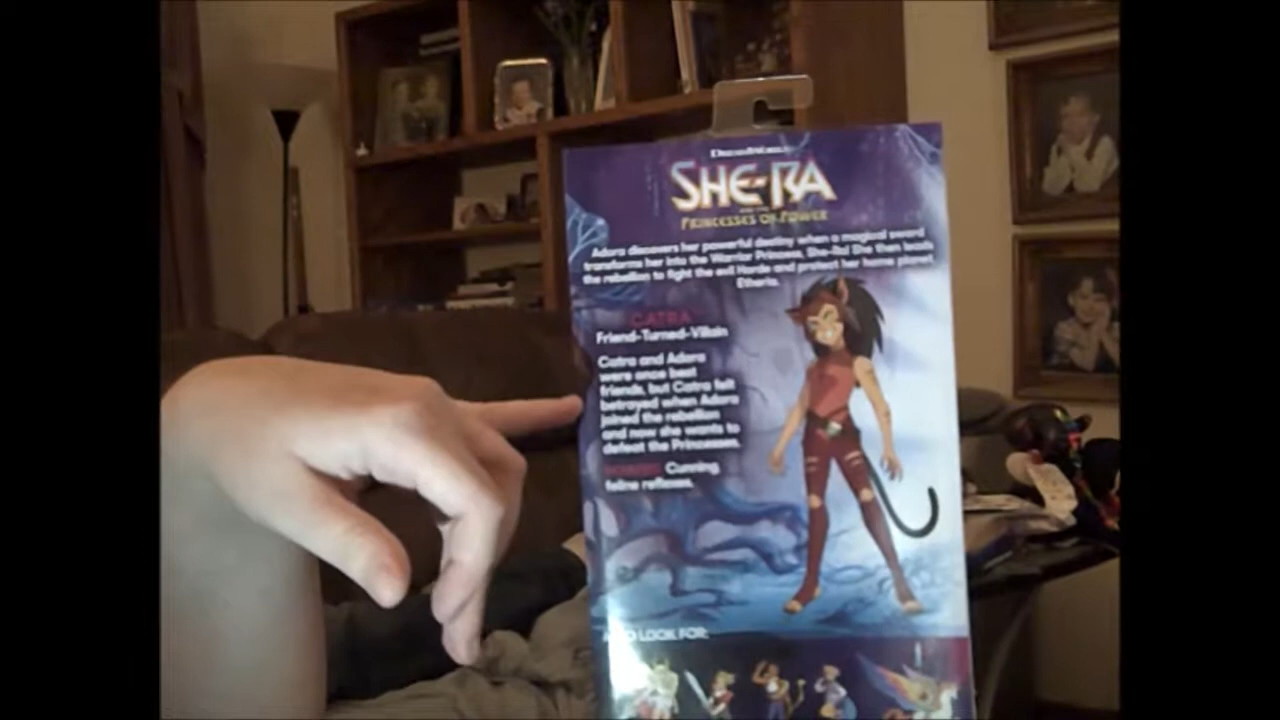 DREAMWORKS
SHE-RA
AND THE
PRINCESSES OF POWER
Adora discovers her powerful destiny when a magical sword
transforms her into the Warrior Princess, She-Ra! She then leads
the rebellion to fight the evil Horde and protect her home planet
Etheria.
CATRA
Friend-Turned-Villain
Catra and Adora
were once best
friends, but Catra felt
betrayed when Adora
joined the rebellion
and now she wants to
defeat the Princesses.
POWERS: Cunning,
feline reflexes.
ALSO LOOK FOR: